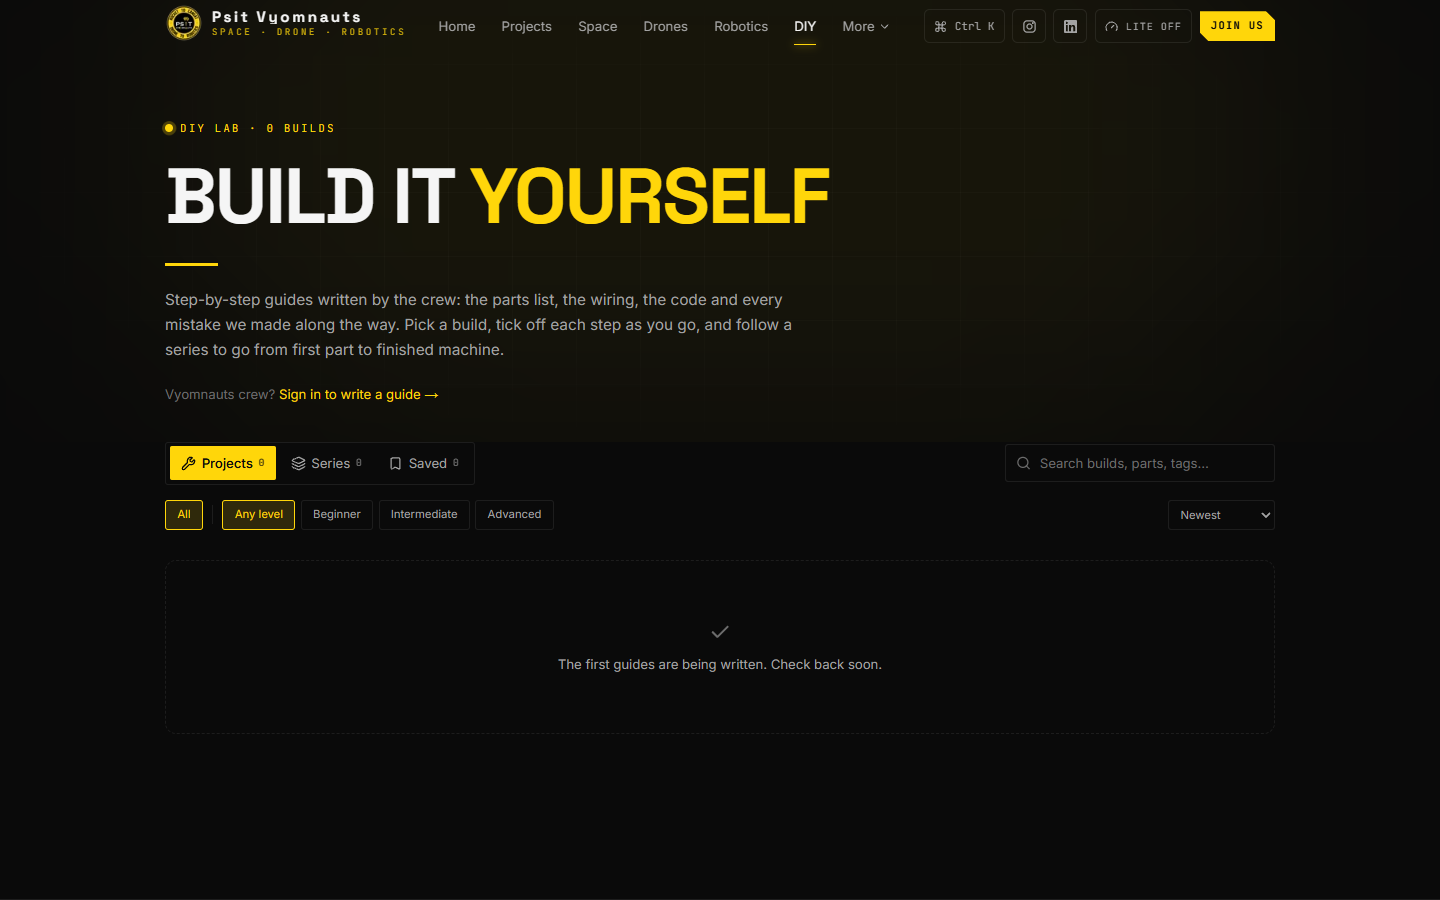 Psit Vyomnauts
SPACE · DRONE · ROBOTICS
Home
Projects
Space
Drones
Robotics
DIY
More
⌘ Ctrl K
LITE OFF
JOIN US
DIY LAB · 0 BUILDS
BUILD IT YOURSELF
Step-by-step guides written by the crew: the parts list, the wiring, the code and every
mistake we made along the way. Pick a build, tick off each step as you go, and follow a
series to go from first part to finished machine.
Vyomnauts crew? Sign in to write a guide →
Projects 0
Series 0
Saved 0
Search builds, parts, tags...
All
Any level
Beginner
Intermediate
Advanced
Newest
The first guides are being written. Check back soon.